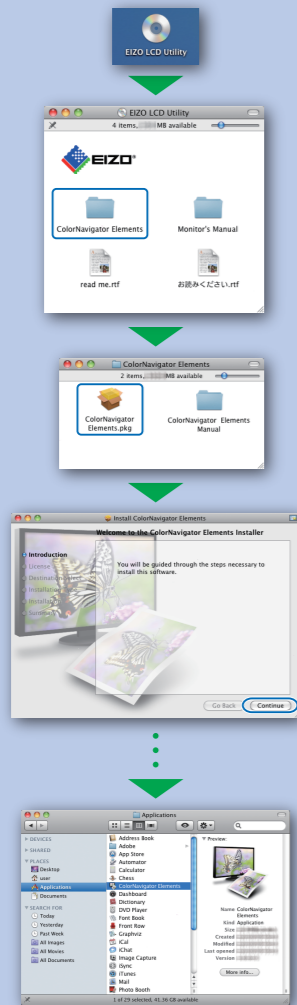 EIZO LCD Utility
EIZO LCD Utility
4 items, MB available
EIZO®
ColorNavigator Elements
Monitor's Manual
read me.rtf
お読みください.rtf
ColorNavigator Elements
2 items, MB available
ColorNavigator
Elements.pkg
ColorNavigator Elements
Manual
Install ColorNavigator Elements
Welcome to the ColorNavigator Elements Installer
Introduction
License
Destination Select
Installation Type
Installation
Summary
You will be guided through the steps necessary to
install this software.
Go Back
Continue
Applications
DEVICES
SHARED
PLACES
Desktop
user
Applications
Documents
SEARCH FOR
Today
Yesterday
Past Week
All Images
All Movies
All Documents
Address Book
Adobe
App Store
Automator
Calculator
Chess
ColorNavigator Elements
Dashboard
Dictionary
DVD Player
Font Book
Front Row
Graphviz
iCal
iChat
Image Capture
iSync
iTunes
Mail
Photo Booth
Preview:
Name ColorNavigator
Elements
Kind Application
Size
Created
Modified
Last opened
Version
More info...
1 of 29 selected, 41.36 GB available